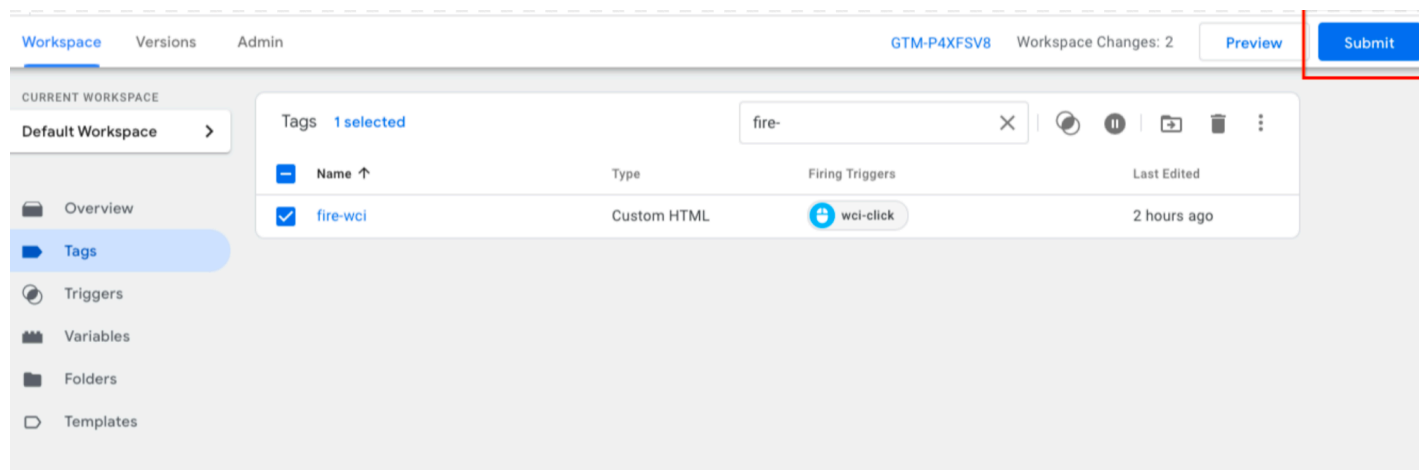 Workspace Versions Admin GTM-P4XFSV8 Workspace Changes: 2 Preview Submit
CURRENT WORKSPACE
Default Workspace
Tags 1 selected fire-
Name Type Firing Triggers Last Edited
fire-wci Custom HTML wci-click 2 hours ago
Overview
Tags
Triggers
Variables
Folders
Templates